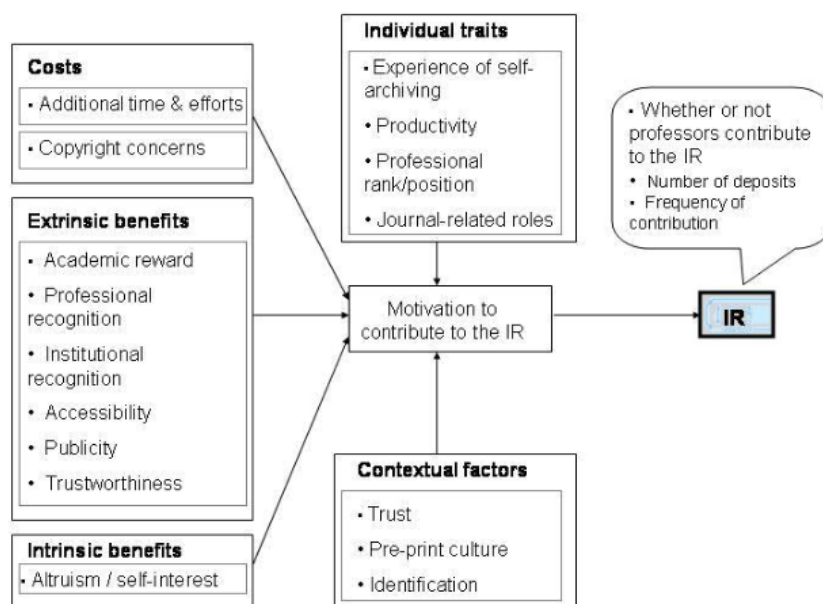 Costs
▪ Additional time & efforts
• Copyright concerns
Extrinsic benefits
▪ Academic reward
• Professional
recognition
• Institutional
recognition
• Accessibility
• Publicity
• Trustworthiness
Intrinsic benefits
▪ Altruism / self-interest
Individual traits
▪ Experience of self-
archiving
• Productivity
• Professional
rank/position
• Journal-related roles
Motivation to
contribute to the IR
Contextual factors
▪ Trust
• Pre-print culture
• Identification
▪ Whether or not
professors contribute
to the IR
• Number of deposits
▪ Frequency of
contribution
IR